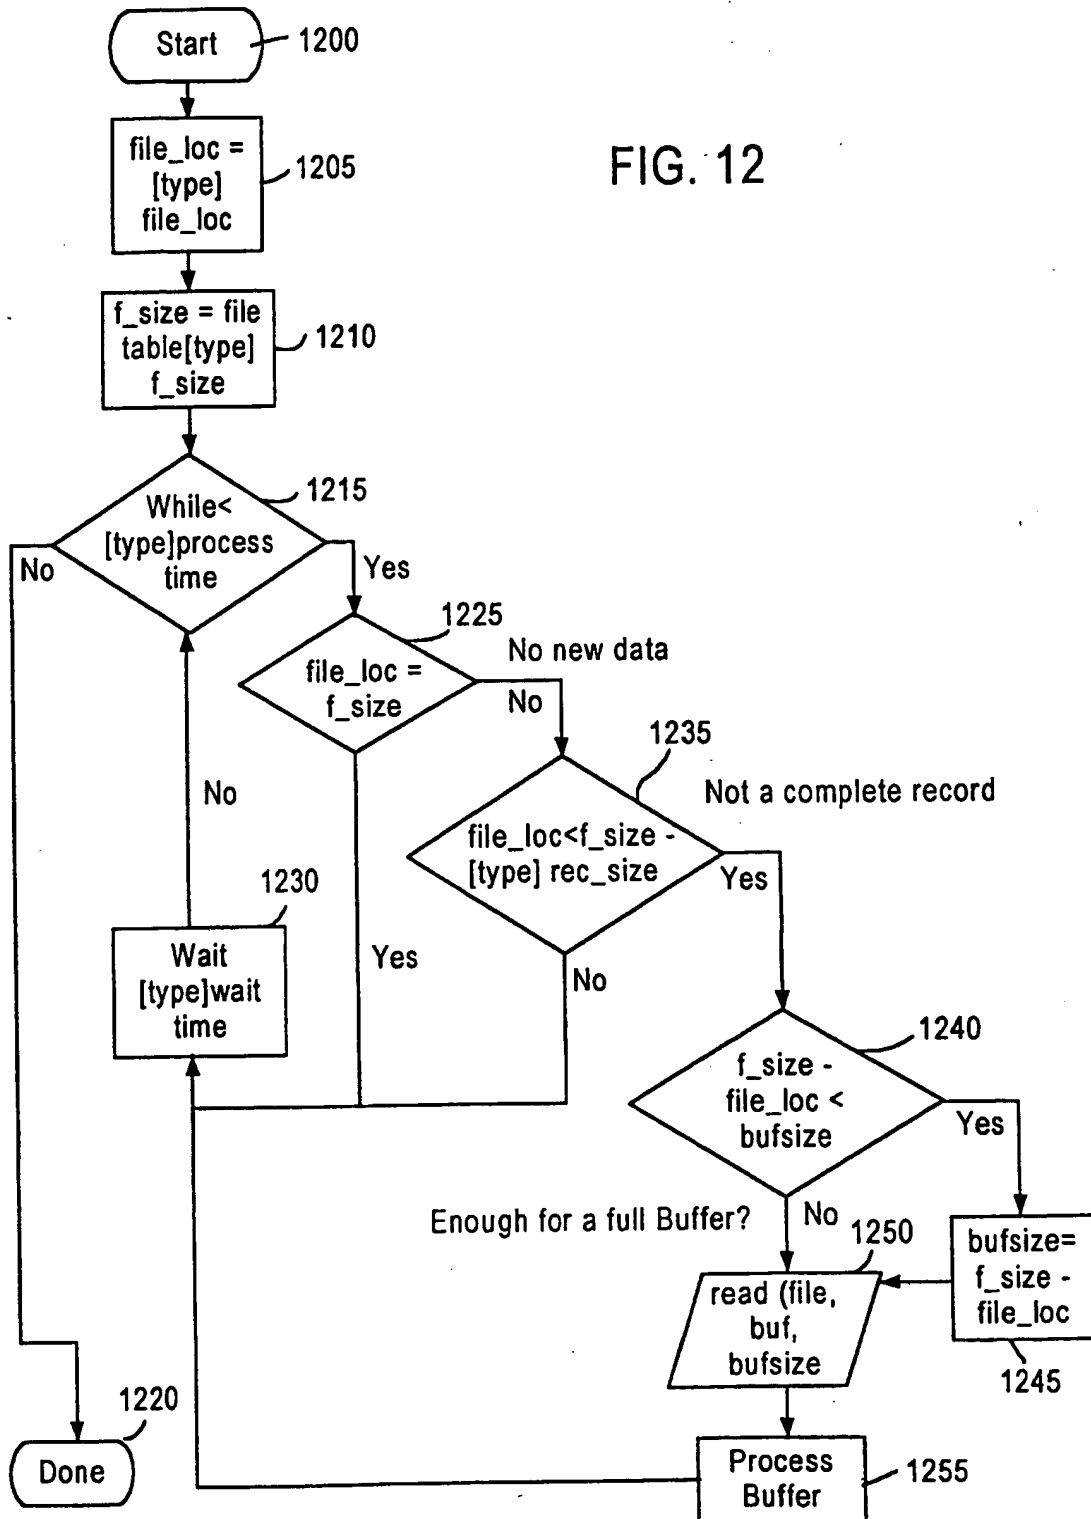 Start
1200
file_loc =
[type]
file_loc
1205
FIG. 12
f_size = file
table[type]
f_size
1210
While<
[type]process
time
1215
No
Yes
file_loc =
f_size
1225
No new data
No
1235
file_loc<f_size -
[type] rec_size
Not a complete record
Yes
No
1230
Wait
[type]wait
time
Yes
No
1240
f_size -
file_loc <
bufsize
Yes
Enough for a full Buffer?
No
1250
read (file,
buf,
bufsize
bufsize=
f_size -
file_loc
1245
1220
Done
Process
Buffer
1255